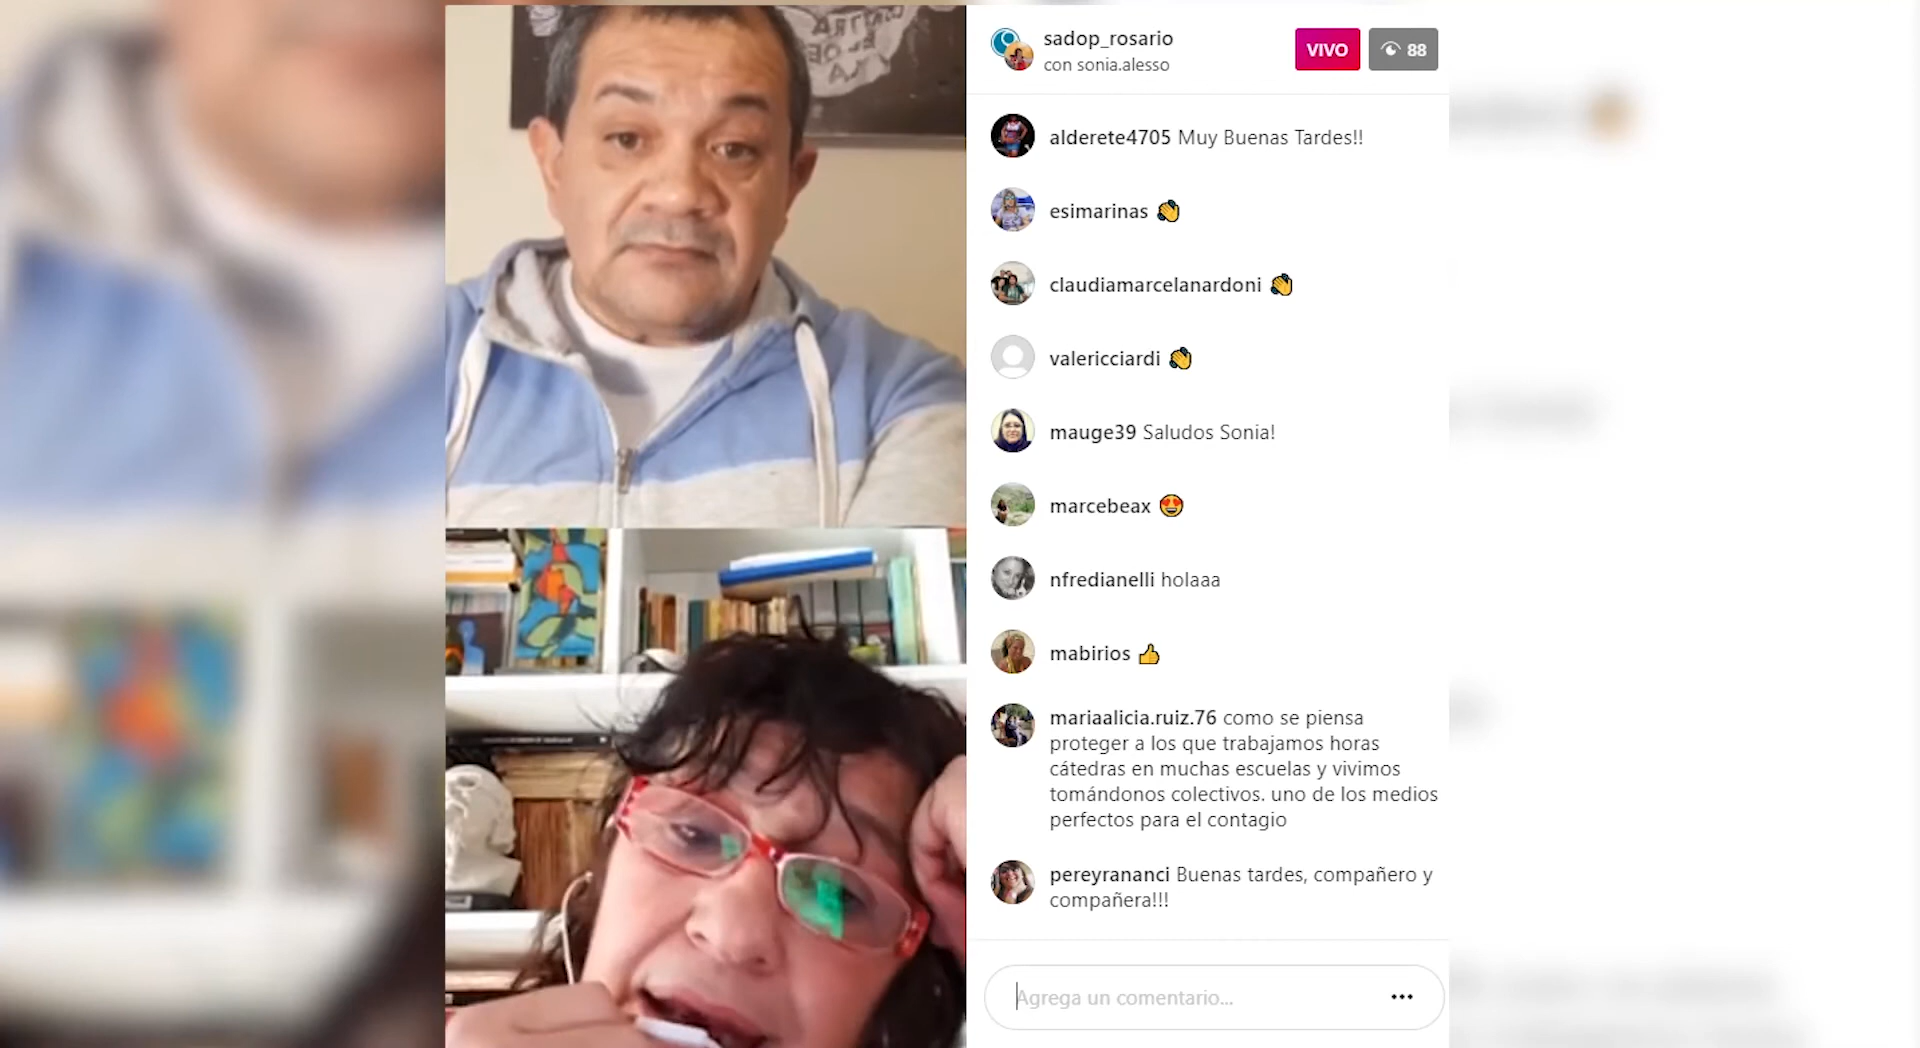 sadop_rosario
con sonia.alesso
VIVO
88
alderete4705 Muy Buenas Tardes!!
esimarinas 👏
claudiamarcelanardoni 👏
valericciardi 👏
mauge39 Saludos Sonia!
marcebeax 😍
nfredianelli holaaa
mabirios 👍
mariaalicia.ruiz.76 como se piensa
proteger a los que trabajamos horas
cátedras en muchas escuelas y vivimos
tomándonos colectivos. uno de los medios
perfectos para el contagio
pereyrananci Buenas tardes, compañero y
compañera!!!
Agrega un comentario...